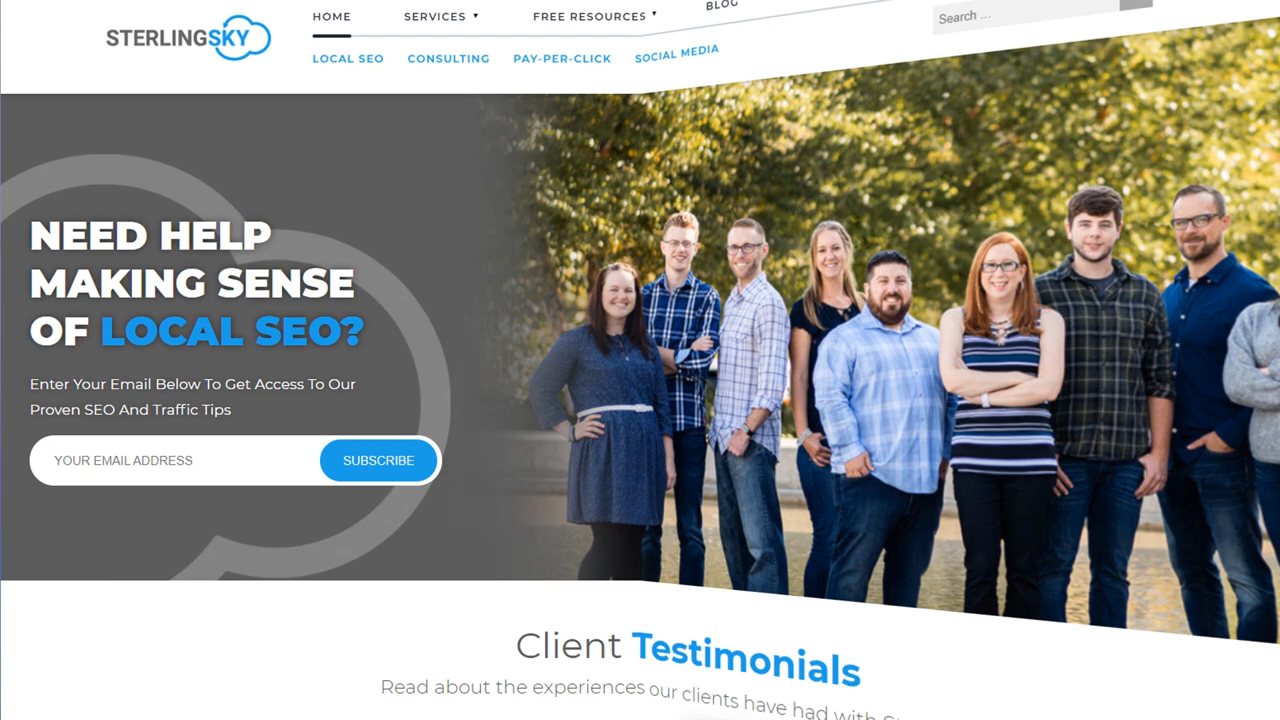 STERLINGSKY
HOME SERVICES ▼ FREE RESOURCES ▼ BLOG
Search ...
LOCAL SEO CONSULTING PAY-PER-CLICK SOCIAL MEDIA
NEED HELP
MAKING SENSE
OF LOCAL SEO?
Enter Your Email Below To Get Access To Our
Proven SEO And Traffic Tips
YOUR EMAIL ADDRESS SUBSCRIBE
Client Testimonials
Read about the experiences our clients have had with